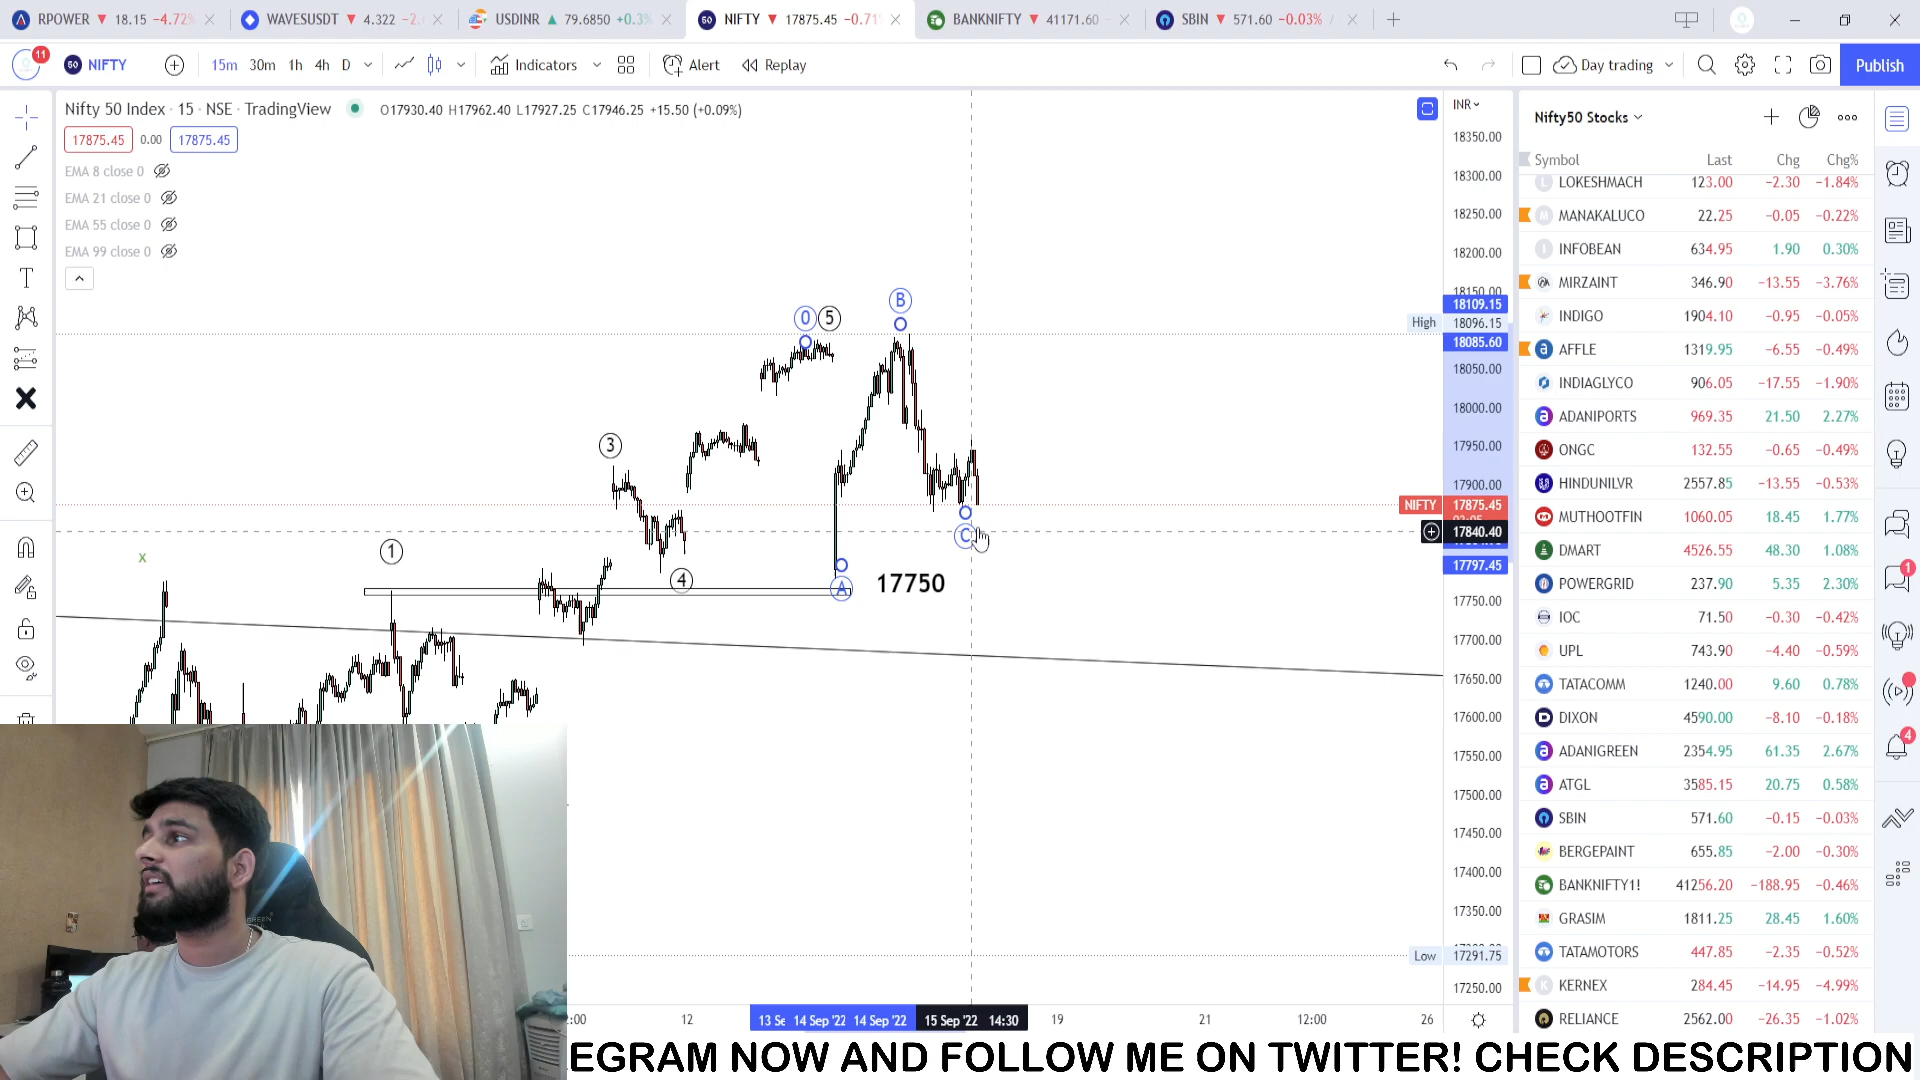 RPOWER ▼ 18.15 −4.72%
WAVESUSDT ▼ 4.322
USDINR ▲ 79.6850 +0.3%
50 NIFTY ▼ 17875.45 −0.71
BANKNIFTY ▼ 41171.60
SBIN ▼ 571.60 −0.03% /
11
50 NIFTY
15m 30m 1h 4h D
Indicators
Alert
Replay
Day trading
Publish
Nifty 50 Index · 15 · NSE · TradingView
O17930.40 H17962.40 L17927.25 C17946.25 +15.50 (+0.09%)
17875.45 0.00 17875.45
EMA 8 close 0
EMA 21 close 0
EMA 55 close 0
EMA 99 close 0
INR
18350.00
18300.00
18250.00
18200.00
18150.00
18109.15
High 18096.15
18085.60
18050.00
18000.00
17950.00
17900.00
NIFTY 17875.45
17840.40
17797.45
17750.00
17700.00
17650.00
17600.00
17550.00
17500.00
17450.00
17400.00
17350.00
Low 17291.75
17250.00
x
1
3
4
0 5
A
B
C
17750
2:00
12
13 Se
14 Sep '22
14 Sep '22
15 Sep '22 14:30
19
21
12:00
26
Nifty50 Stocks
Symbol Last Chg Chg%
L LOKESHMACH 123.00 −2.30 −1.84%
M MANAKALUCO 22.25 −0.05 −0.22%
I INFOBEAN 634.95 1.90 0.30%
MIRZAINT 346.90 −13.55 −3.76%
INDIGO 1904.10 −0.95 −0.05%
AFFLE 1319.95 −6.55 −0.49%
INDIAGLYCO 906.05 −17.55 −1.90%
ADANIPORTS 969.35 21.50 2.27%
ONGC 132.55 −0.65 −0.49%
HINDUNILVR 2557.85 −13.55 −0.53%
MUTHOOTFIN 1060.05 18.45 1.77%
DMART 4526.55 48.30 1.08%
POWERGRID 237.90 5.35 2.30%
IOC 71.50 −0.30 −0.42%
UPL 743.90 −4.40 −0.59%
TATACOMM 1240.00 9.60 0.78%
DIXON 4590.00 −8.10 −0.18%
ADANIGREEN 2354.95 61.35 2.67%
ATGL 3585.15 20.75 0.58%
SBIN 571.60 −0.15 −0.03%
BERGEPAINT 655.85 −2.00 −0.30%
BANKNIFTY1! 41256.20 −188.95 −0.46%
GRASIM 1811.25 28.45 1.60%
TATAMOTORS 447.85 −2.35 −0.52%
K KERNEX 284.45 −14.95 −4.99%
RELIANCE 2562.00 −26.35 −1.02%
1
4
EGRAM NOW AND FOLLOW ME ON TWITTER! CHECK DESCRIPTION